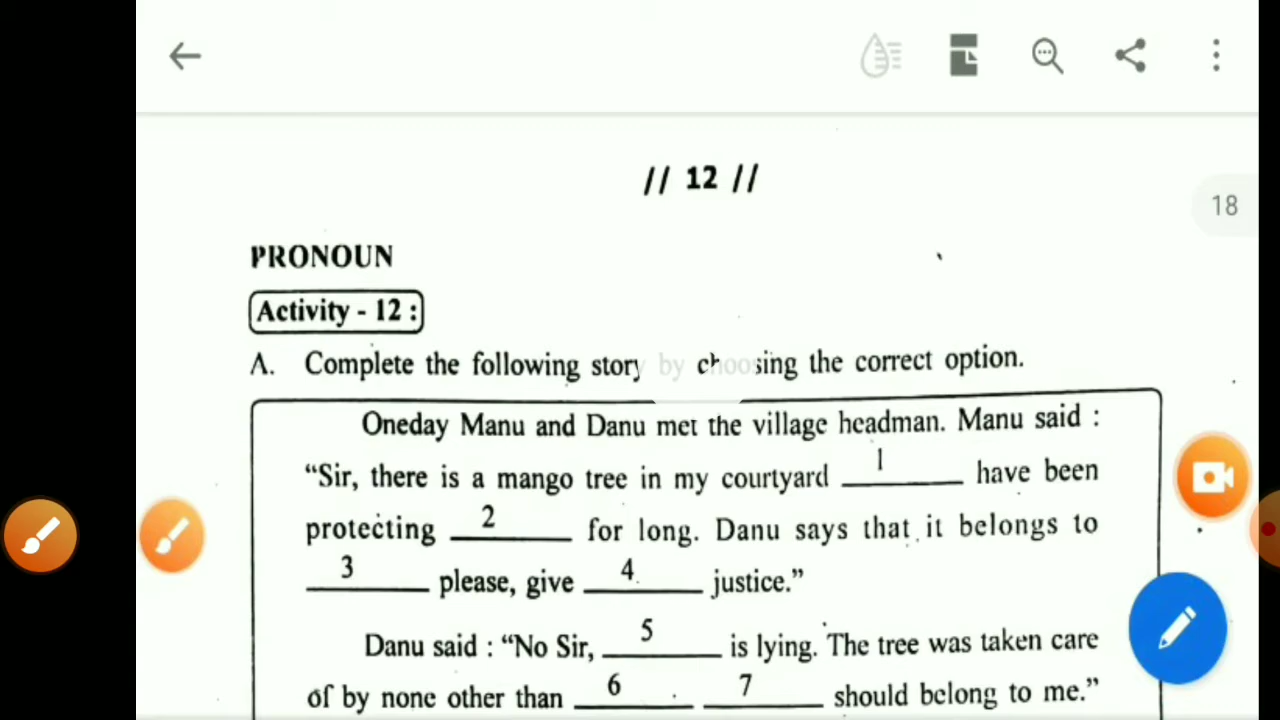 // 12 //
18
PRONOUN
Activity - 12 :
A. Complete the following story by choosing the correct option.
Oneday Manu and Danu met the village headman. Manu said :
“Sir, there is a mango tree in my courtyard 1 have been
protecting 2 for long. Danu says that it belongs to
3 please, give 4 justice.”
Danu said : “No Sir, 5 is lying. The tree was taken care
of by none other than 6 7 should belong to me.”